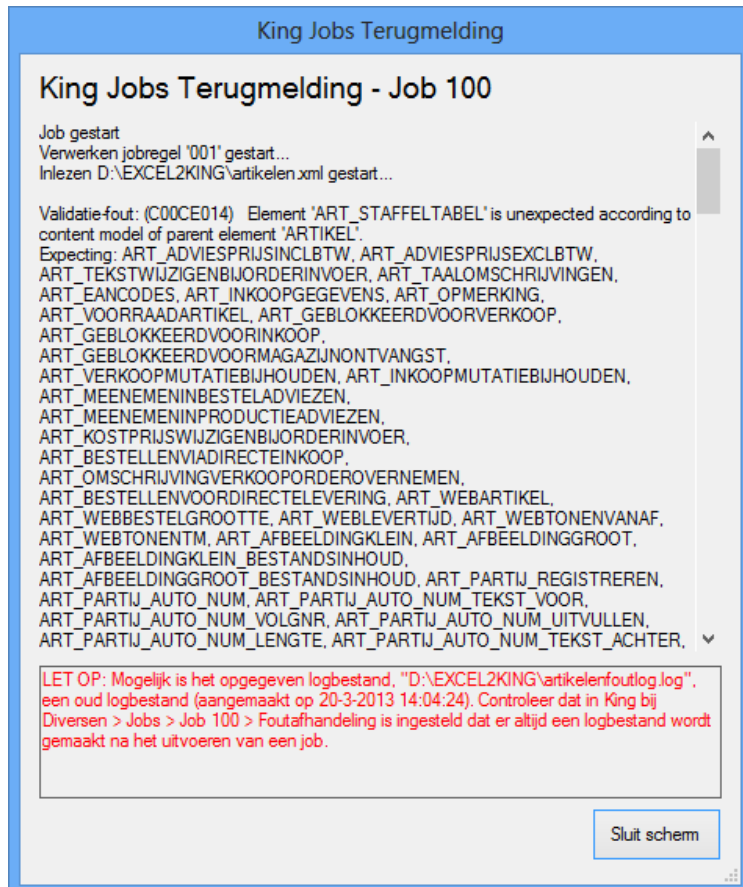 King Jobs Terugmelding
King Jobs Terugmelding - Job 100
Job gestart
Verwerken jobregel '001' gestart...
Inlezen D:\EXCEL2KING\artikelen.xml gestart...
Validatie-fout: (C00CE014)   Element 'ART_STAFFELTABEL' is unexpected according to
content model of parent element 'ARTIKEL'.
Expecting: ART_ADVIESPRIJSINCLBTW, ART_ADVIESPRIJSEXCLBTW,
ART_TEKSTWIJZIGENBIJORDERINVOER, ART_TAALOMSCHRIJVINGEN,
ART_EANCODES, ART_INKOOPGEGEVENS, ART_OPMERKING,
ART_VOORRAADARTIKEL, ART_GEBLOKKEERDVOORVERKOOP,
ART_GEBLOKKEERDVOORINKOOP,
ART_GEBLOKKEERDVOORMAGAZIJNONTVANGST,
ART_VERKOOPMUTATIEBIJHOUDEN, ART_INKOOPMUTATIEBIJHOUDEN,
ART_MEENEMENINBESTELADVIEZEN,
ART_MEENEMENINPRODUCTIEADVIEZEN,
ART_KOSTPRIJSWIJZIGENBIJORDERINVOER,
ART_BESTELLENVIADIRECTEINKOOP,
ART_OMSCHRIJVINGVERKOOPORDEROVERNEMEN,
ART_BESTELLENVOORDIRECTELEVERING, ART_WEBARTIKEL,
ART_WEBBESTELGROOTTE, ART_WEBLEVERTIJD, ART_WEBTONENVANAF,
ART_WEBTONENTM, ART_AFBEELDINGKLEIN, ART_AFBEELDINGGROOT,
ART_AFBEELDINGKLEIN_BESTANDSINHOUD,
ART_AFBEELDINGGROOT_BESTANDSINHOUD, ART_PARTIJ_REGISTREREN,
ART_PARTIJ_AUTO_NUM, ART_PARTIJ_AUTO_NUM_TEKST_VOOR,
ART_PARTIJ_AUTO_NUM_VOLGNR, ART_PARTIJ_AUTO_NUM_UITVULLEN,
ART_PARTIJ_AUTO_NUM_LENGTE, ART_PARTIJ_AUTO_NUM_TEKST_ACHTER,
LET OP: Mogelijk is het opgegeven logbestand, "D:\EXCEL2KING\artikelenfoutlog.log",
een oud logbestand (aangemaakt op 20-3-2013 14:04:24). Controleer dat in King bij
Diversen > Jobs > Job 100 > Foutafhandeling is ingesteld dat er altijd een logbestand wordt
gemaakt na het uitvoeren van een job.
Sluit scherm